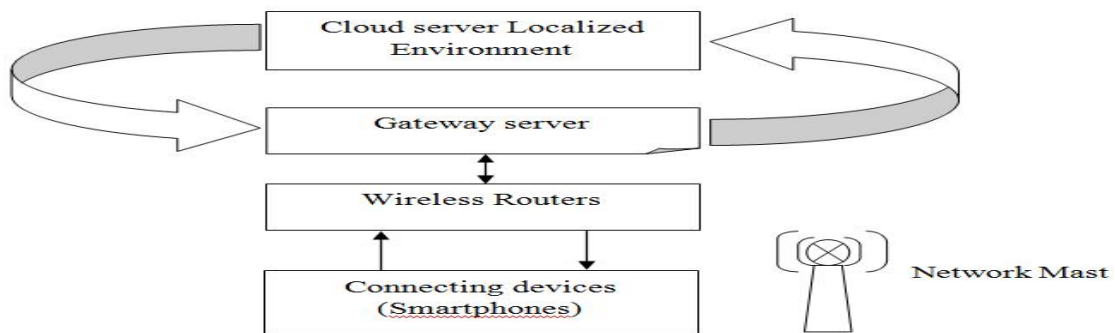 Cloud server Localized
Environment
Gateway server
Wireless Routers
Connecting devices
(Smartphones)
Network Mast